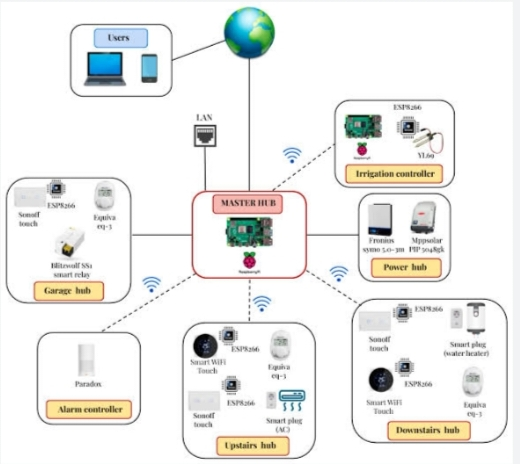 Users
LAN
ESP8266
YL69
RaspberryPi
Irrigation controller
MASTER HUB
RaspberryPi
ESP8266
Sonoff
touch
Equiva
eq-3
Blitzwolf SS1
smart relay
Garage hub
Fronius
symo 5.0-3m
Mppsolar
PIP 5048gk
Power hub
Paradox
Alarm controller
ESP8266
Smart WiFi
Touch
Equiva
eq-3
ESP8266
Sonoff
touch
Smart plug
(AC)
Upstairs hub
ESP8266
Sonoff
touch
Smart plug
(water heater)
ESP8266
Smart WiFi
Touch
Equiva
eq-3
Downstairs hub